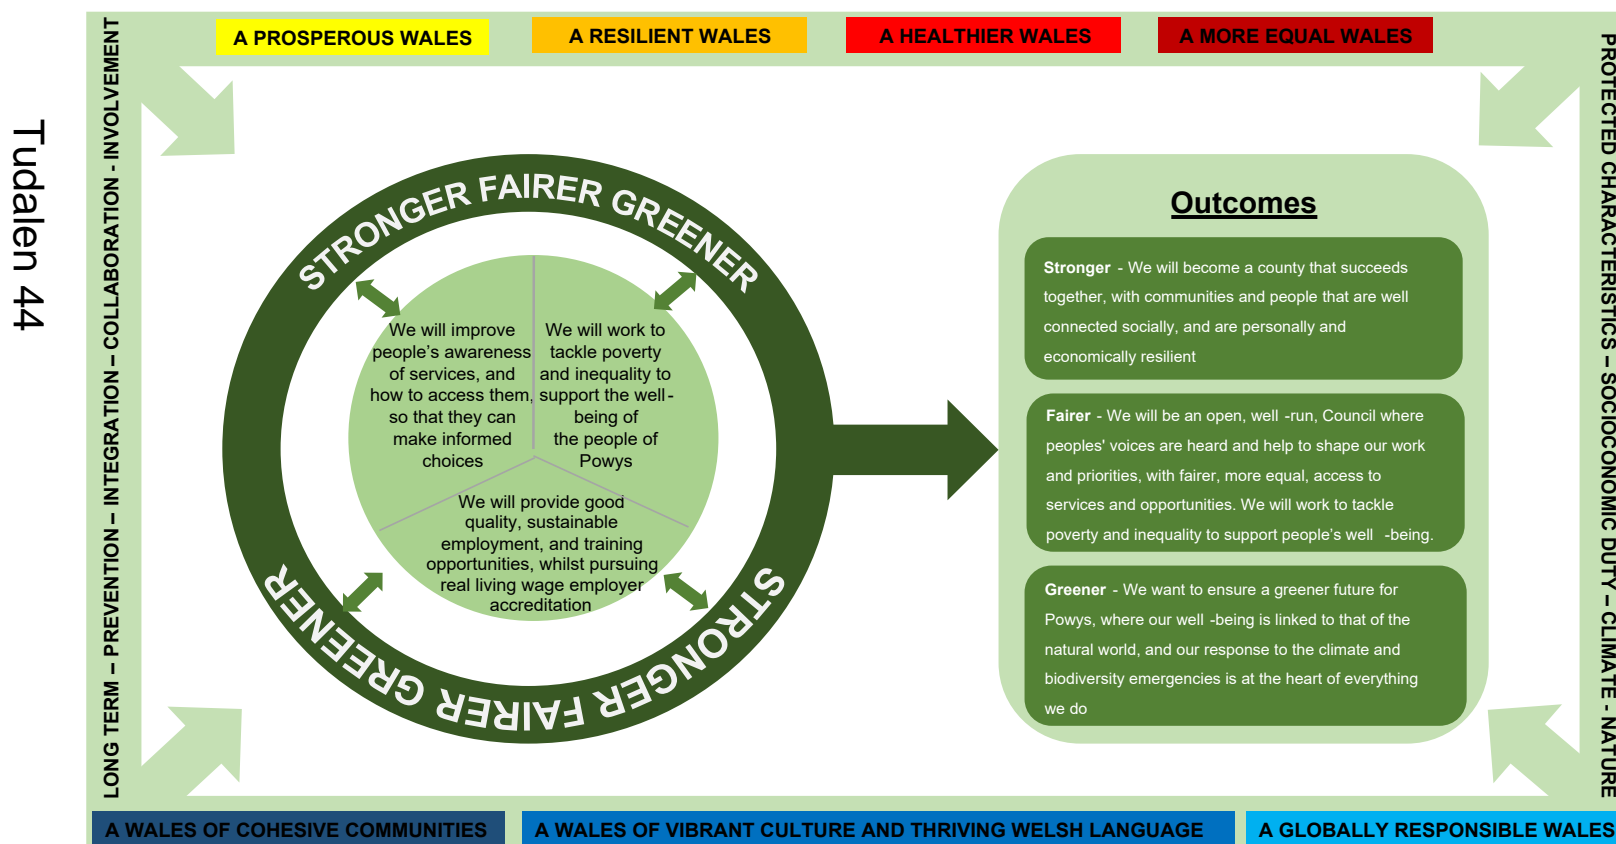 Tudalen 44
A PROSPEROUS WALES
A RESILIENT WALES
A HEALTHIER WALES
A MORE EQUAL WALES
LONG TERM – PREVENTION – INTEGRATION – COLLABORATION - INVOLVEMENT
PROTECTED CHARACTERISTICS – SOCIOCONOMIC DUTY – CLIMATE - NATURE
STRONGER FAIRER GREENER
We will improve
people's awareness
of services, and
how to access them,
so that they can
make informed
choices
We will work to
tackle poverty
and inequality to
support the well-
being of
the people of
Powys
We will provide good
quality, sustainable
employment, and training
opportunities, whilst pursuing
real living wage employer
accreditation
STRONGER FAIRER GREENER
Outcomes
Stronger - We will become a county that succeeds
together, with communities and people that are well
connected socially, and are personally and
economically resilient
Fairer - We will be an open, well -run, Council where
peoples' voices are heard and help to shape our work
and priorities, with fairer, more equal, access to
services and opportunities. We will work to tackle
poverty and inequality to support people's well -being.
Greener - We want to ensure a greener future for
Powys, where our well -being is linked to that of the
natural world, and our response to the climate and
biodiversity emergencies is at the heart of everything
we do
A WALES OF COHESIVE COMMUNITIES
A WALES OF VIBRANT CULTURE AND THRIVING WELSH LANGUAGE
A GLOBALLY RESPONSIBLE WALES